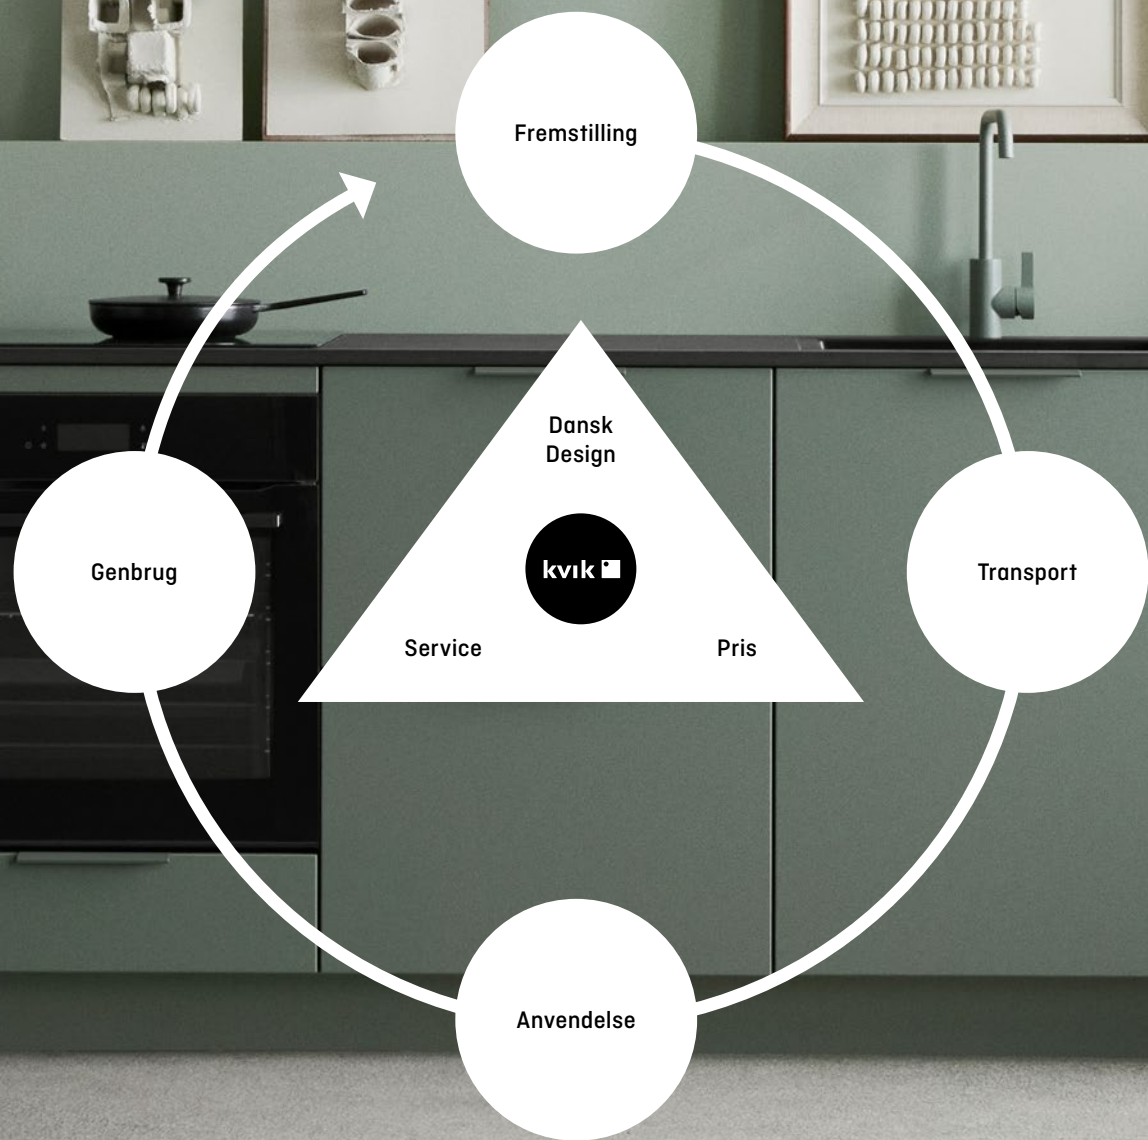 Fremstilling
Dansk
Design
kvik
Genbrug
Transport
Service
Pris
Anvendelse